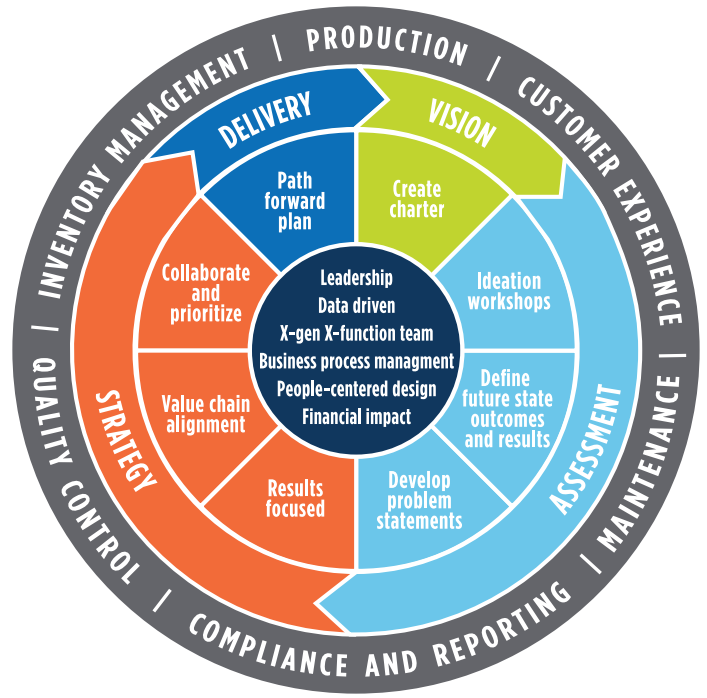 INVENTORY MANAGEMENT | PRODUCTION | CUSTOMER EXPERIENCE | MAINTENANCE | COMPLIANCE AND REPORTING | QUALITY CONTROL |
DELIVERY
VISION
ASSESSMENT
STRATEGY
Path
forward
plan
Create
charter
Ideation
workshops
Define
future state
outcomes
and results
Develop
problem
statements
Results
focused
Value chain
alignment
Collaborate
and
prioritize
Leadership
Data driven
X-gen X-function team
Business process managment
People-centered design
Financial impact